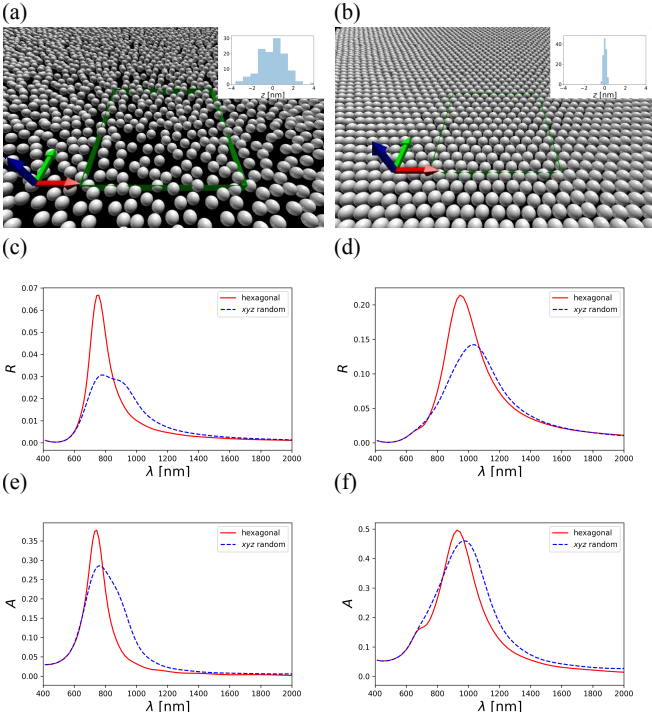 (a)
(b)
30
20
10
0
−4 −2 0 2 4
z [nm]
40
20
0
−4 −2 0 2 4
z [nm]
(c)
(d)
0.07
0.06
0.05
0.04
0.03
0.02
0.01
0.00
R
hexagonal
xyz random
400 600 800 1000 1200 1400 1600 1800 2000
λ [nm]
0.20
0.15
0.10
0.05
0.00
R
hexagonal
xyz random
400 600 800 1000 1200 1400 1600 1800 2000
λ [nm]
(e)
(f)
0.35
0.30
0.25
0.20
0.15
0.10
0.05
0.00
A
hexagonal
xyz random
400 600 800 1000 1200 1400 1600 1800 2000
λ [nm]
0.5
0.4
0.3
0.2
0.1
0.0
A
hexagonal
xyz random
400 600 800 1000 1200 1400 1600 1800 2000
λ [nm]